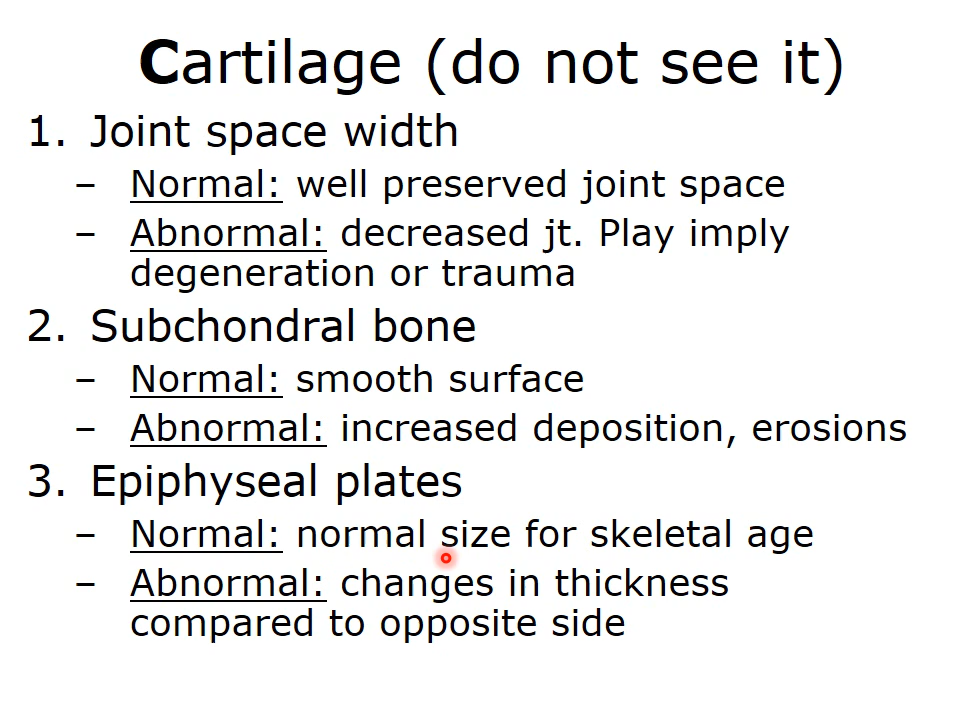 Cartilage (do not see it)
1. Joint space width
– Normal: well preserved joint space
– Abnormal: decreased jt. Play imply
degeneration or trauma
2. Subchondral bone
– Normal: smooth surface
– Abnormal: increased deposition, erosions
3. Epiphyseal plates
– Normal: normal size for skeletal age
– Abnormal: changes in thickness
compared to opposite side